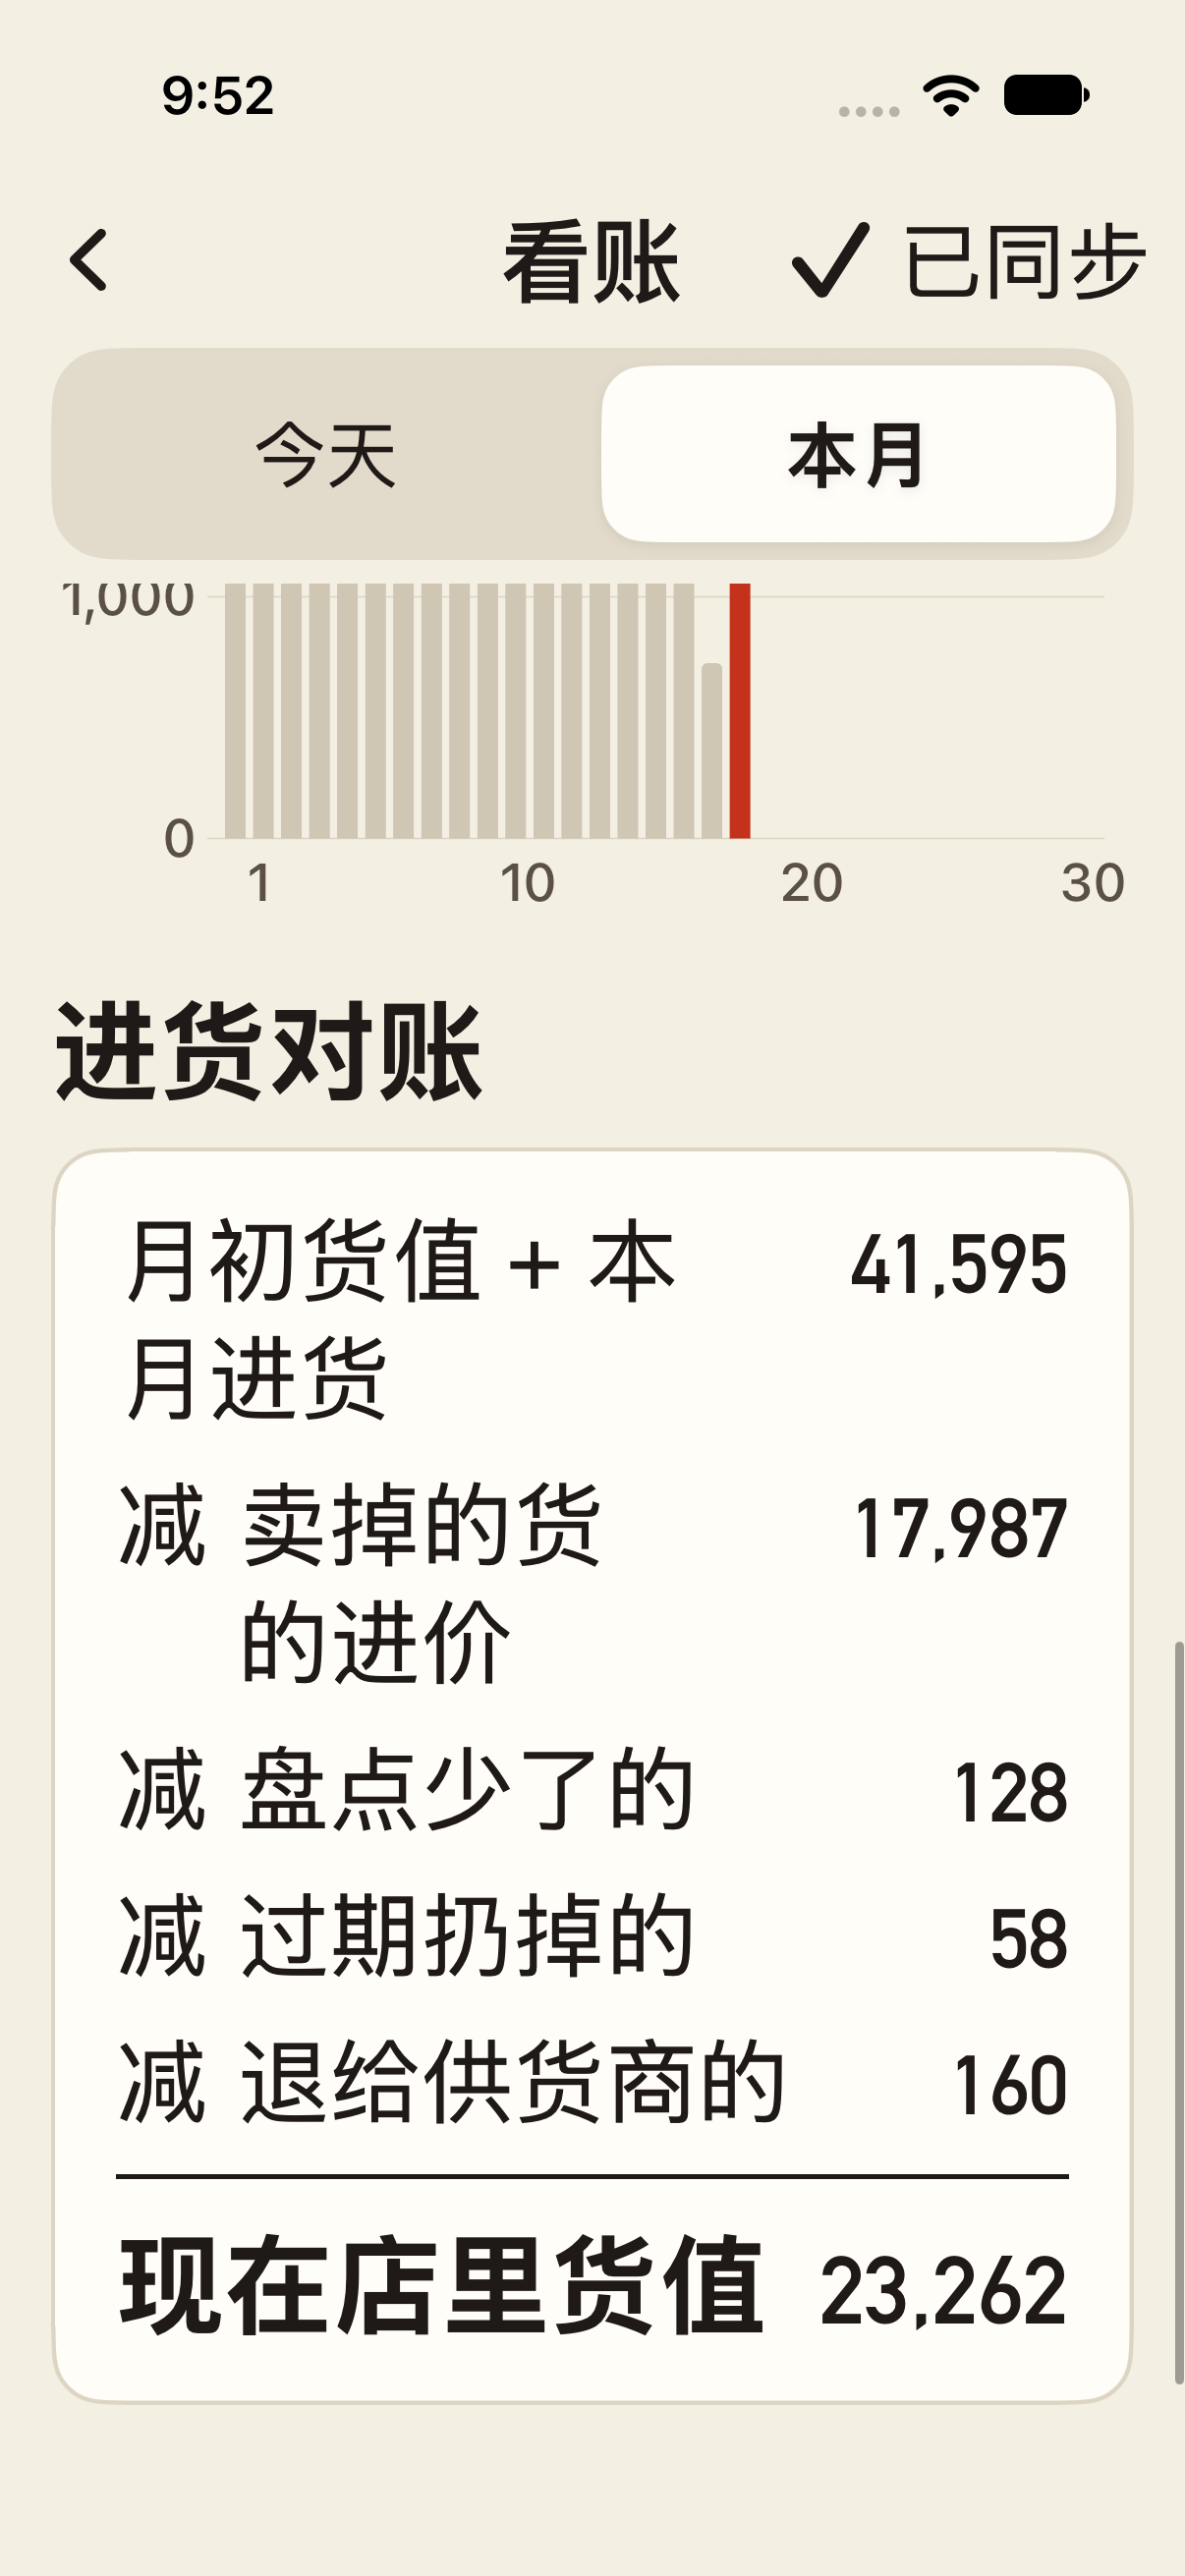 9:52
看账
已同步
今天
本月
1,000
0
1 10 20 30
进货对账
月初货值 + 本 41,595
月进货
减 卖掉的货 17,987
的进价
减 盘点少了的 128
减 过期扔掉的 58
减 退给供货商的 160
现在店里货值 23,262